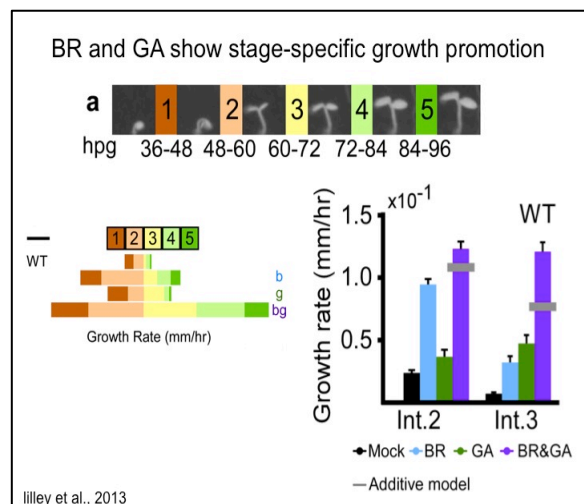 BR and GA show stage-specific growth promotion
a
1 2 3 4 5
hpg 36-48 48-60 60-72 72-84 84-96
1 2 3 4 5
WT
b
g
bg
Growth Rate (mm/hr)
x10-1
WT
Growth rate (mm/hr)
1.5
1.0
0.5
Int.2 Int.3
Mock BR GA BR&GA
Additive model
lilley et al., 2013